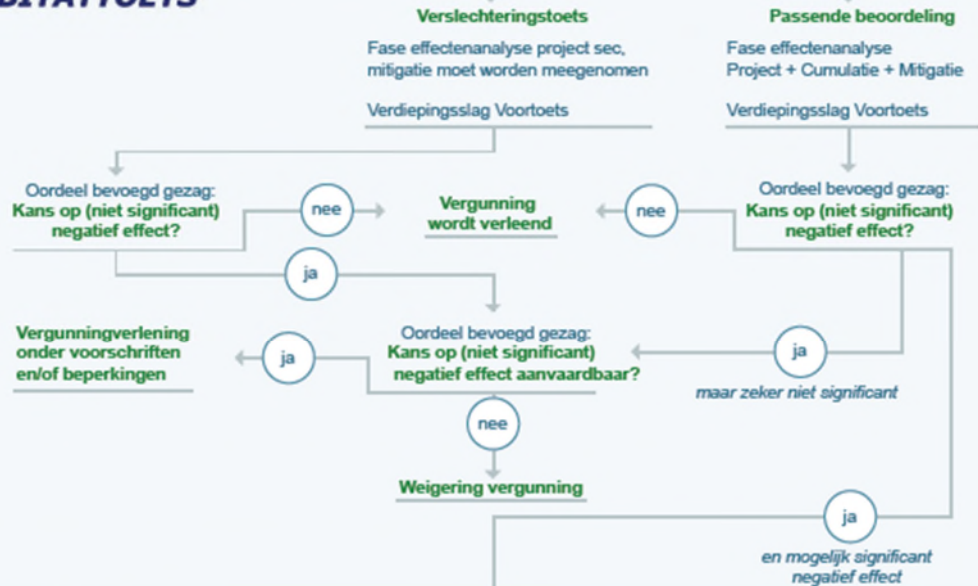 Verslechteringstoets
Fase effectenanalyse project sec,
mitigatie moet worden meegenomen
Verdiepingsslag Voortoets
Passende beoordeling
Fase effectenanalyse
Project + Cumulatie + Mitigatie
Verdiepingsslag Voortoets
Oordeel bevoegd gezag:
Kans op (niet significant)
negatief effect?
nee
Vergunning
wordt verleend
nee
Oordeel bevoegd gezag:
Kans op (niet significant)
negatief effect?
ja
Vergunningverlening
onder voorschriften
en/of beperkingen
ja
Oordeel bevoegd gezag:
Kans op (niet significant)
negatief effect aanvaardbaar?
ja
maar zeker niet significant
nee
Weigering vergunning
ja
en mogelijk significant
negatief effect